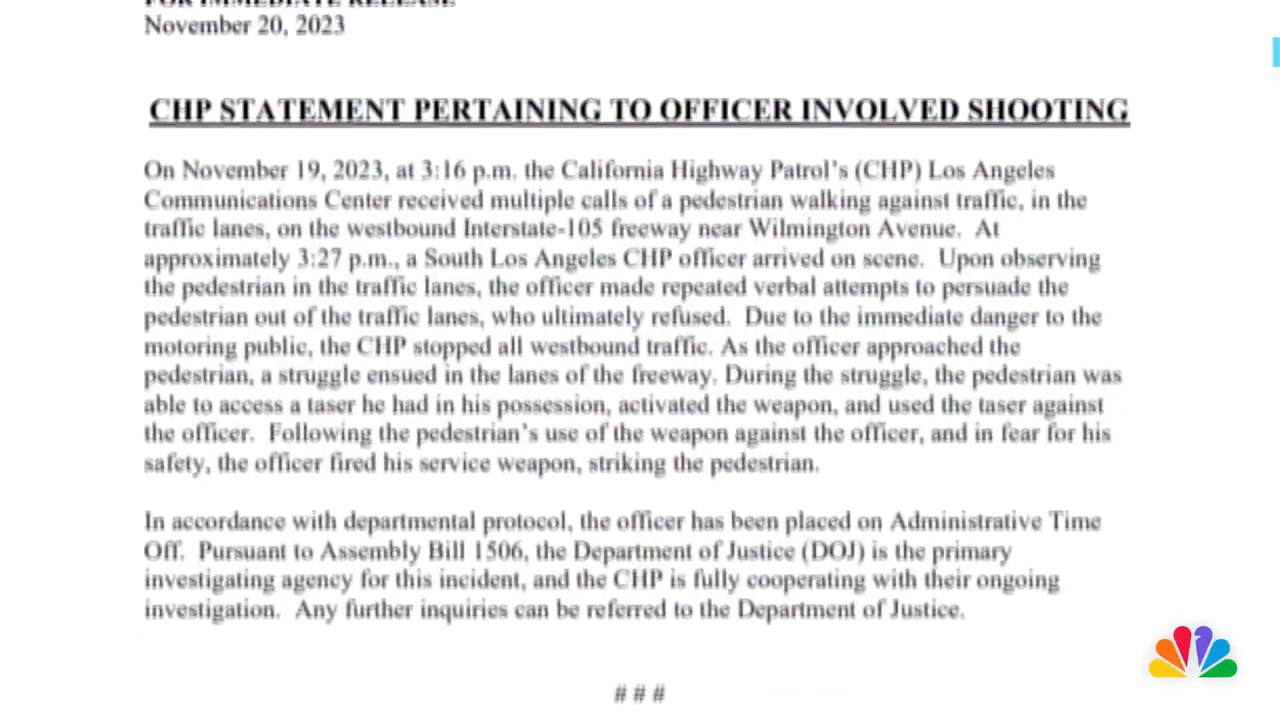 FOR IMMEDIATE RELEASE
November 20, 2023
CHP STATEMENT PERTAINING TO OFFICER INVOLVED SHOOTING
On November 19, 2023, at 3:16 p.m. the California Highway Patrol's (CHP) Los Angeles
Communications Center received multiple calls of a pedestrian walking against traffic, in the
traffic lanes, on the westbound Interstate-105 freeway near Wilmington Avenue.  At
approximately 3:27 p.m., a South Los Angeles CHP officer arrived on scene.  Upon observing
the pedestrian in the traffic lanes, the officer made repeated verbal attempts to persuade the
pedestrian out of the traffic lanes, who ultimately refused.  Due to the immediate danger to the
motoring public, the CHP stopped all westbound traffic. As the officer approached the
pedestrian, a struggle ensued in the lanes of the freeway. During the struggle, the pedestrian was
able to access a taser he had in his possession, activated the weapon, and used the taser against
the officer.  Following the pedestrian's use of the weapon against the officer, and in fear for his
safety, the officer fired his service weapon, striking the pedestrian.
In accordance with departmental protocol, the officer has been placed on Administrative Time
Off.  Pursuant to Assembly Bill 1506, the Department of Justice (DOJ) is the primary
investigating agency for this incident, and the CHP is fully cooperating with their ongoing
investigation.  Any further inquiries can be referred to the Department of Justice.
# # #